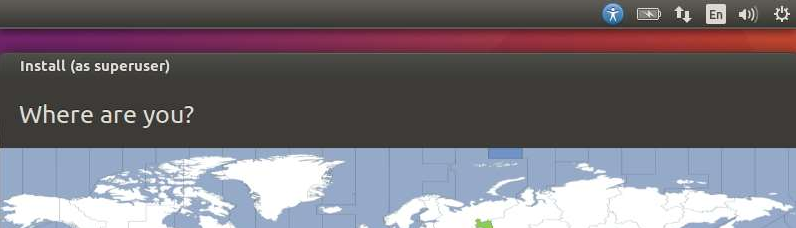 En
Install (as superuser)
Where are you?